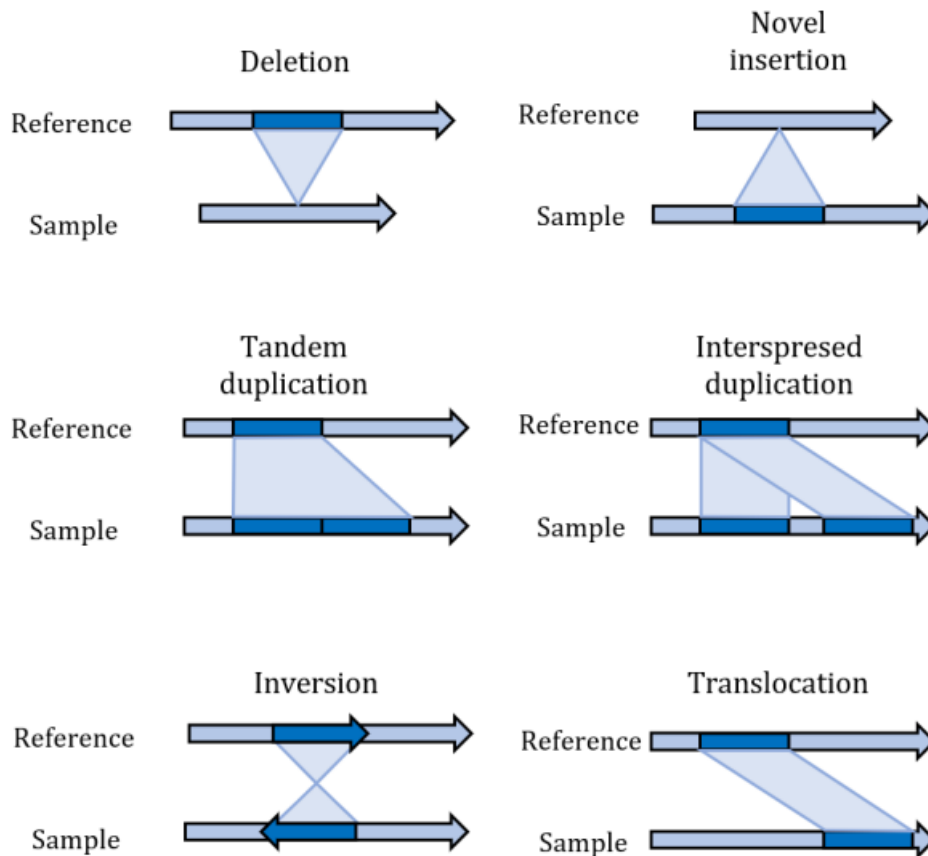 Deletion
Reference
Sample
Novel
insertion
Reference
Sample
Tandem
duplication
Reference
Sample
Interspresed
duplication
Reference
Sample
Inversion
Reference
Sample
Translocation
Reference
Sample